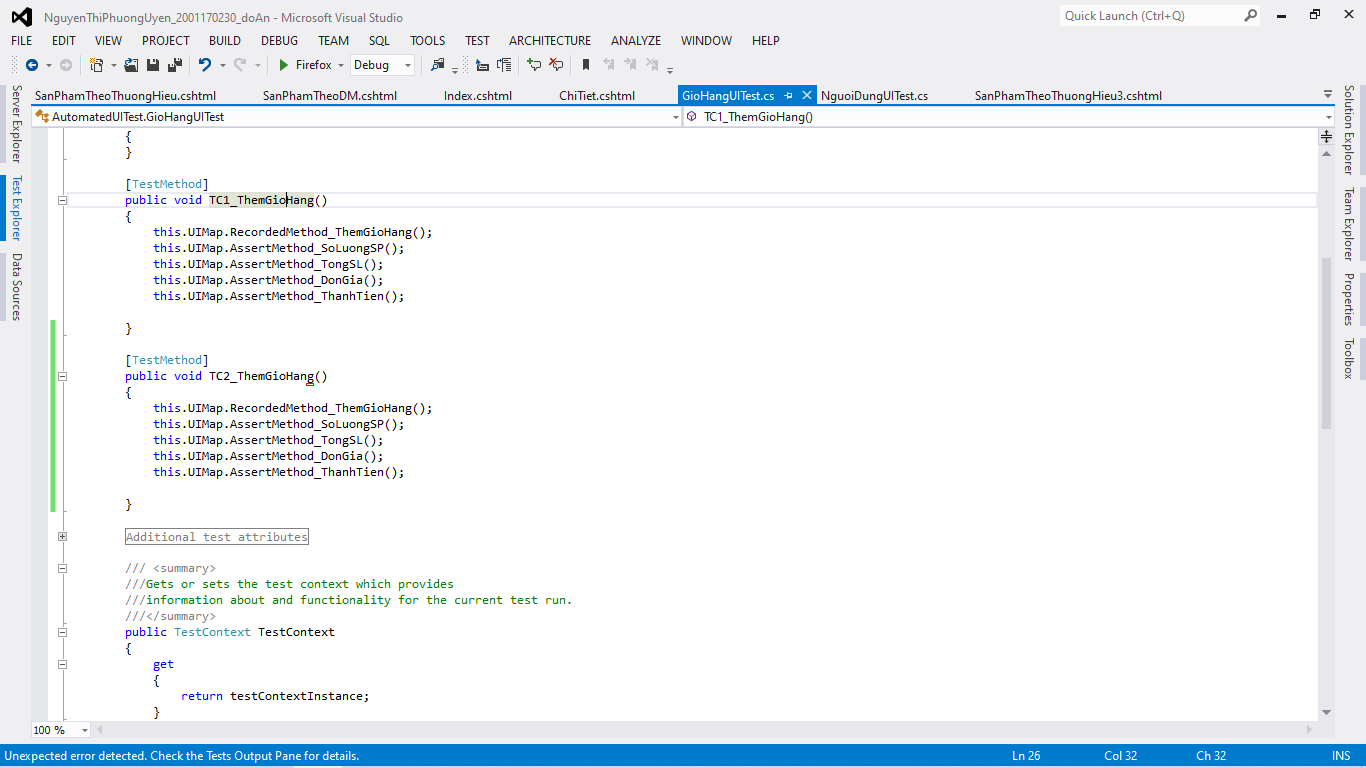 NguyenThiPhuongUyen_2001170230_doAn - Microsoft Visual Studio
Quick Launch (Ctrl+Q)
FILE EDIT VIEW PROJECT BUILD DEBUG TEAM SQL TOOLS TEST ARCHITECTURE ANALYZE WINDOW HELP
Firefox Debug
SanPhamTheoThuongHieu.cshtml SanPhamTheoDM.cshtml Index.cshtml ChiTiet.cshtml GioHangUITest.cs NguoiDungUITest.cs SanPhamTheoThuongHieu3.cshtml
AutomatedUITest.GioHangUITest TC1_ThemGioHang()
Server Explorer
Test Explorer
Data Sources
{
}
[TestMethod]
public void TC1_ThemGioHang()
{
this.UIMap.RecordedMethod_ThemGioHang();
this.UIMap.AssertMethod_SoLuongSP();
this.UIMap.AssertMethod_TongSL();
this.UIMap.AssertMethod_DonGia();
this.UIMap.AssertMethod_ThanhTien();
}
[TestMethod]
public void TC2_ThemGioHang()
{
this.UIMap.RecordedMethod_ThemGioHang();
this.UIMap.AssertMethod_SoLuongSP();
this.UIMap.AssertMethod_TongSL();
this.UIMap.AssertMethod_DonGia();
this.UIMap.AssertMethod_ThanhTien();
}
Additional test attributes
/// <summary>
///Gets or sets the test context which provides
///information about and functionality for the current test run.
///</summary>
public TestContext TestContext
{
get
{
return testContextInstance;
}
Solution Explorer
Team Explorer
Properties
Toolbox
100 %
Unexpected error detected. Check the Tests Output Pane for details. Ln 26 Col 32 Ch 32 INS